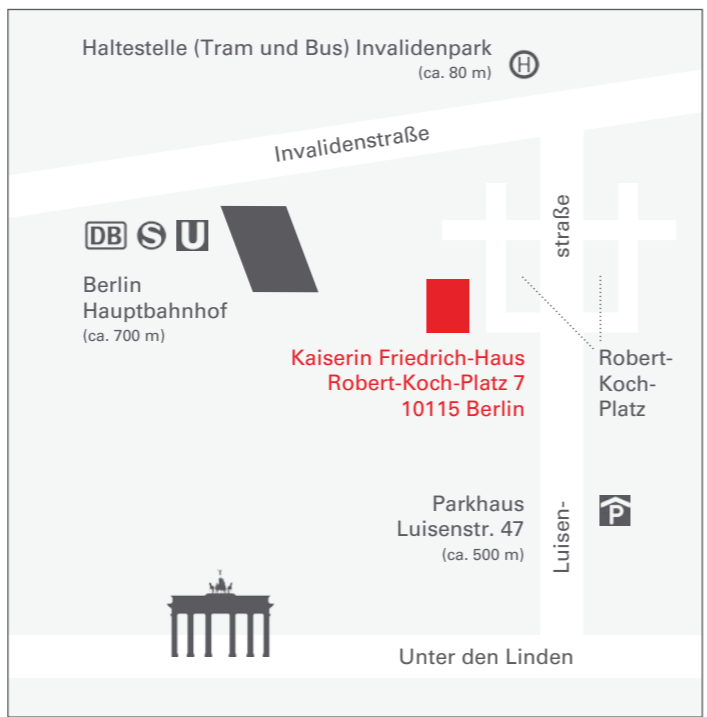 Haltestelle (Tram und Bus) Invalidenpark
(ca. 80 m)
H
Invalidenstraße
DB S U
Berlin
Hauptbahnhof
(ca. 700 m)
straße
Kaiserin Friedrich-Haus
Robert-Koch-Platz 7
10115 Berlin
Robert-
Koch-
Platz
Parkhaus
Luisenstr. 47
(ca. 500 m)
Luisen-
P
Unter den Linden